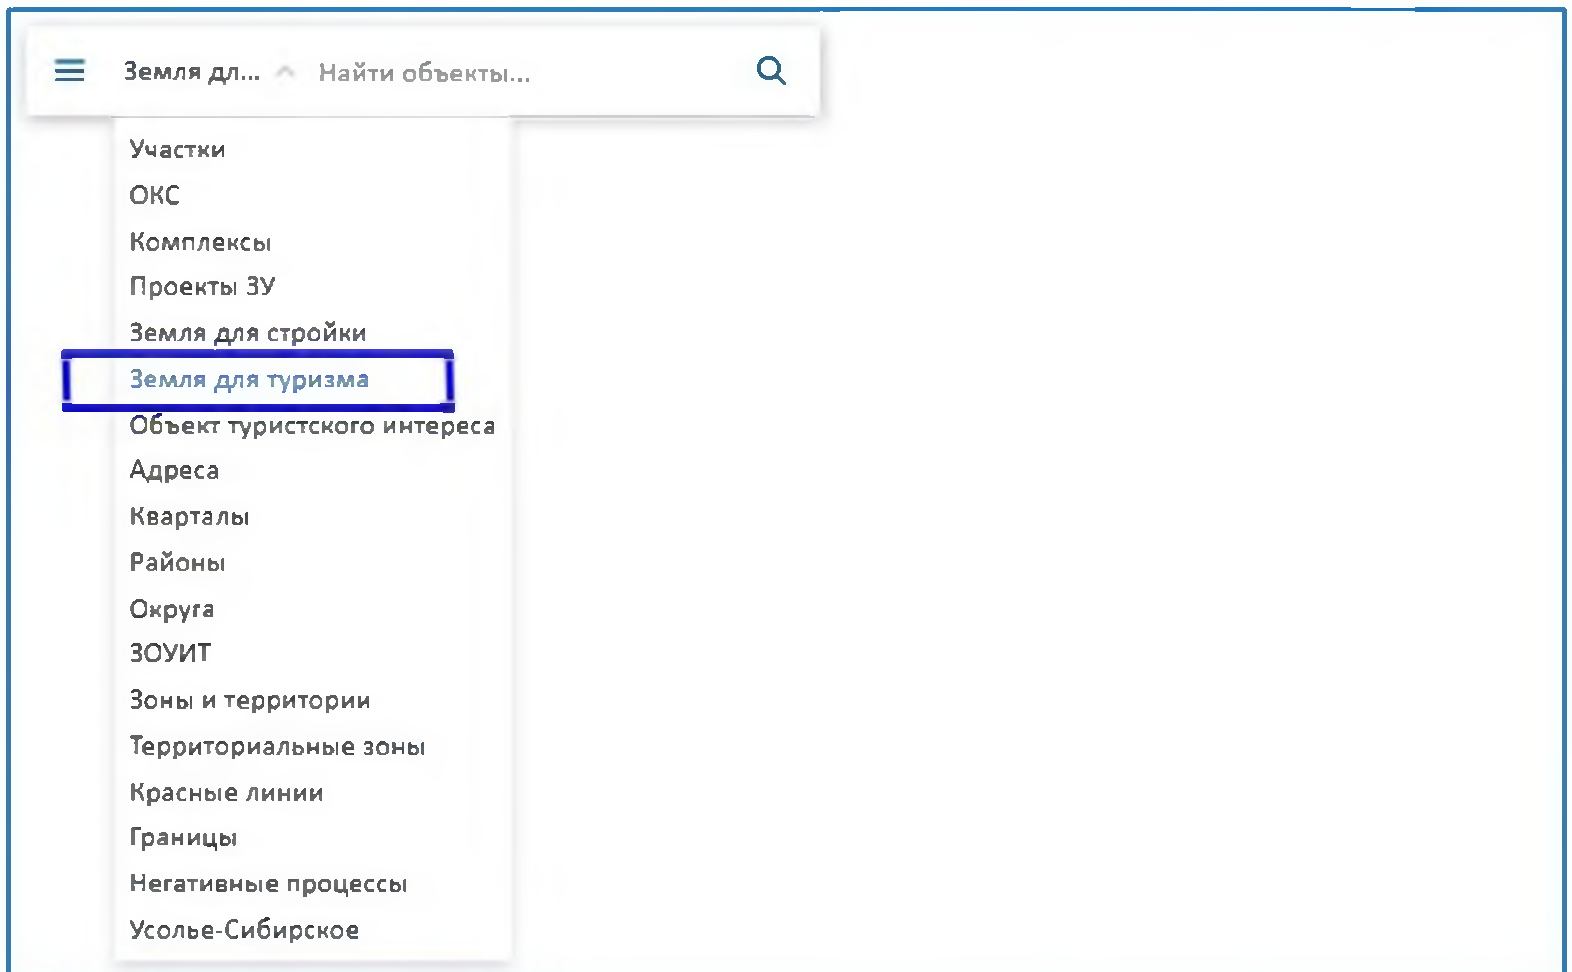 Земля дл... Найти объекты...
Участки
ОКС
Комплексы
Проекты ЗУ
Земля для стройки
Земля для туризма
Объект туристского интереса
Адреса
Кварталы
Районы
Округа
ЗОУИТ
Зоны и территории
Территориальные зоны
Красные линии
Границы
Негативные процессы
Усолье-Сибирское